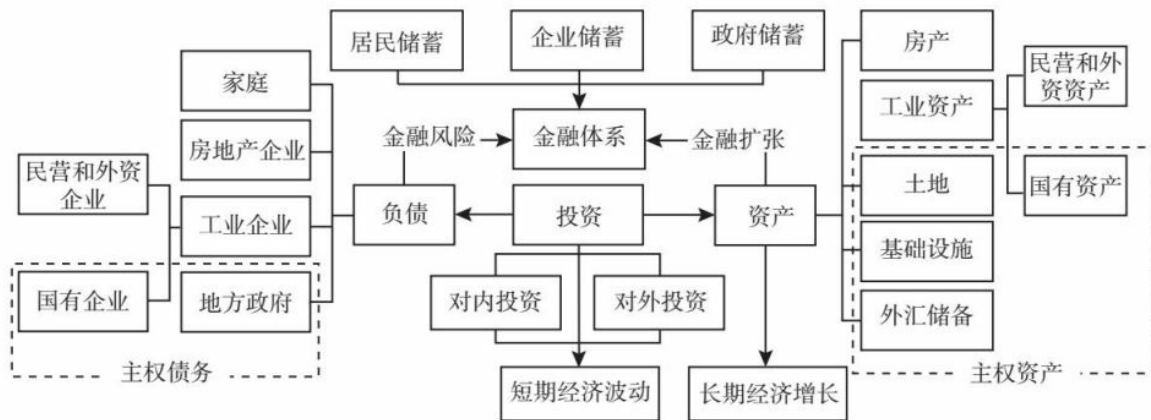 居民储蓄
企业储蓄
政府储蓄
房产
家庭
民营和外
资资产
工业资产
金融风险
金融体系
金融扩张
房地产企业
民营和外资
企业
土地
国有资产
工业企业
负债
投资
资产
基础设施
国有企业
地方政府
对内投资
对外投资
外汇储备
主权债务
主权资产
短期经济波动
长期经济增长